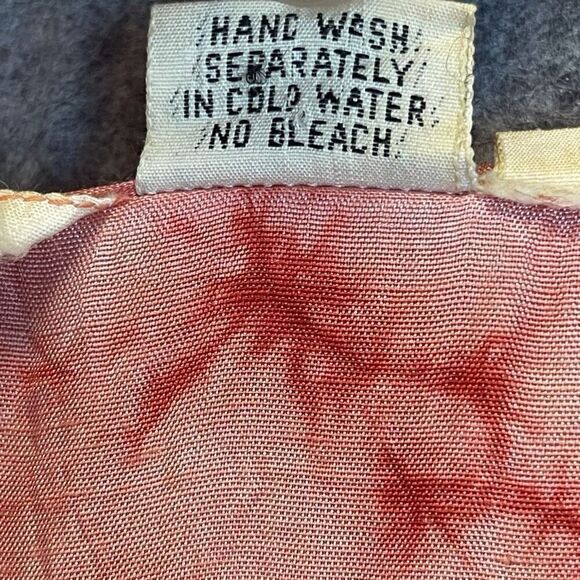 HAND WASH
SEPARATELY
IN COLD WATER
NO BLEACH